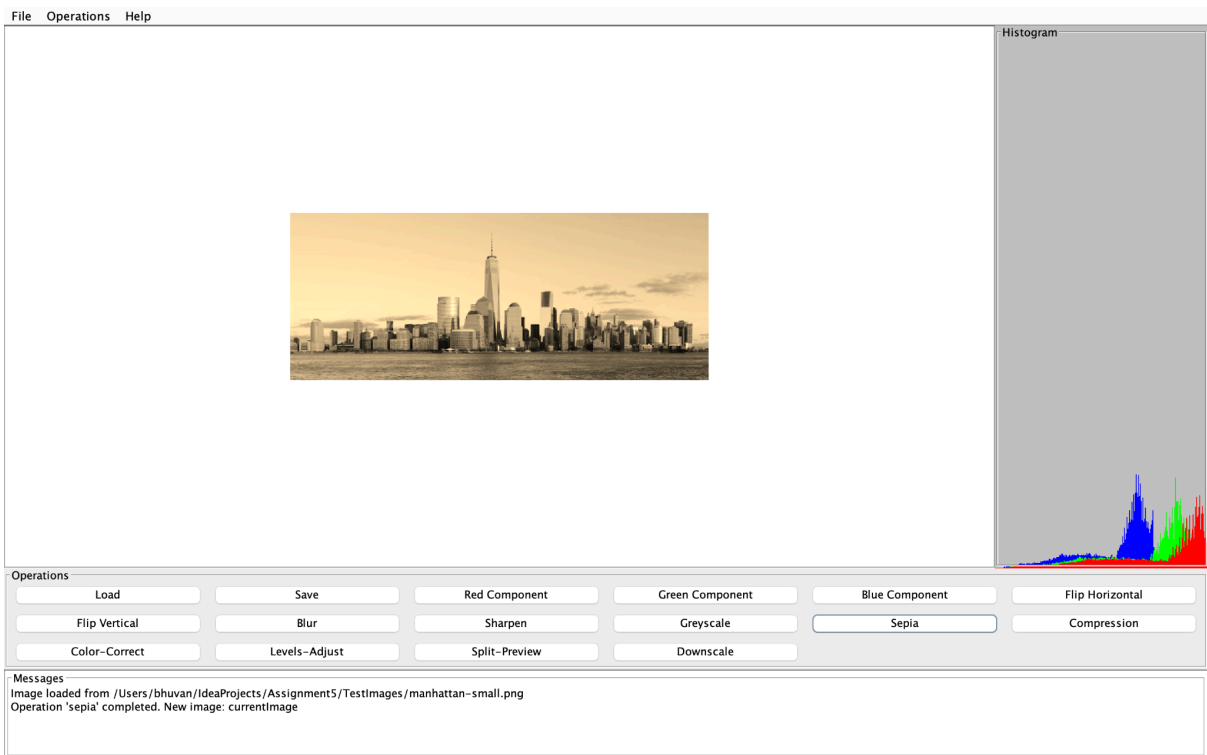 File Operations Help
Histogram
Operations
Load Save Red Component Green Component Blue Component Flip Horizontal
Flip Vertical Blur Sharpen Greyscale Sepia Compression
Color-Correct Levels-Adjust Split-Preview Downscale
Messages
Image loaded from /Users/bhuvan/IdeaProjects/Assignment5/TestImages/manhattan-small.png
Operation 'sepia' completed. New image: currentImage